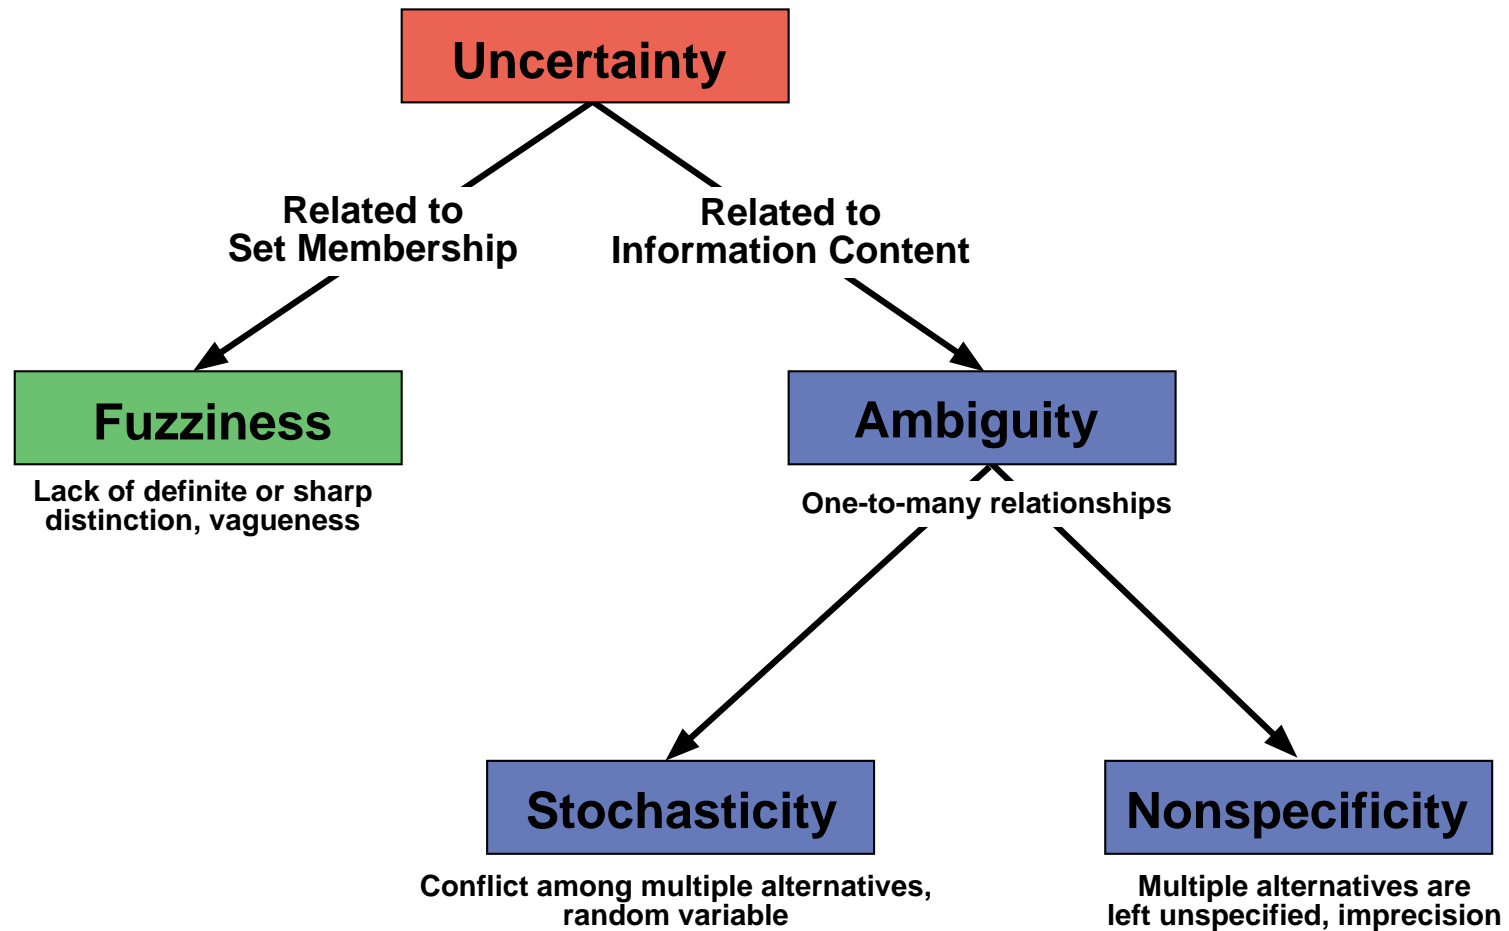 Uncertainty
Related to
Set Membership
Related to
Information Content
Fuzziness
Lack of definite or sharp
distinction, vagueness
Ambiguity
One-to-many relationships
Stochasticity
Conflict among multiple alternatives,
random variable
Nonspecificity
Multiple alternatives are
left unspecified, imprecision